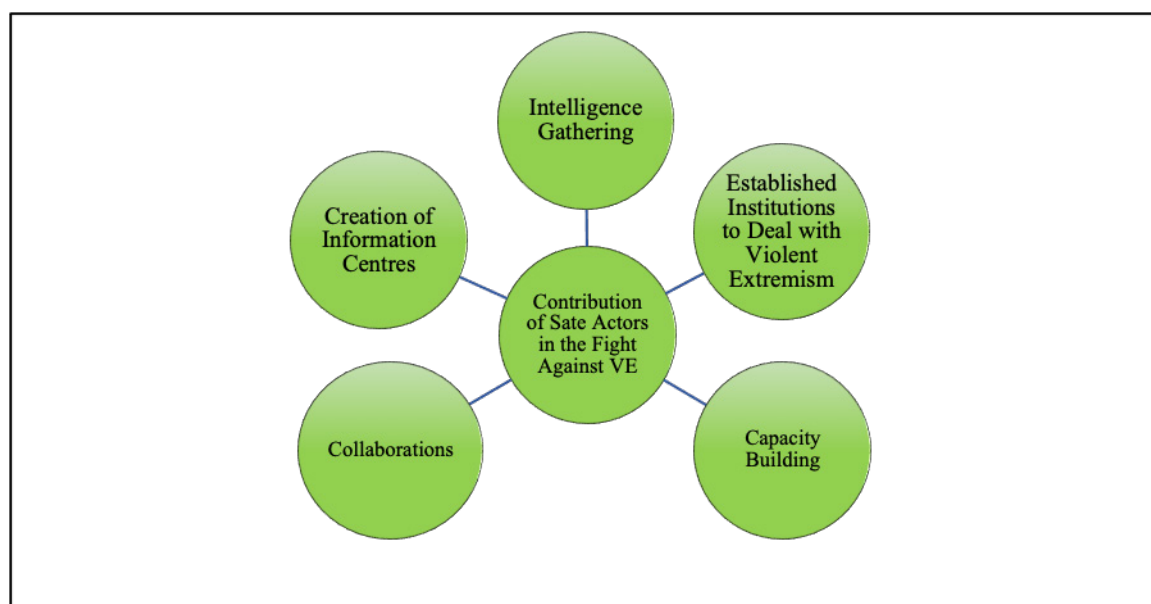 Intelligence
Gathering
Established
Institutions
to Deal with
Violent
Extremism
Creation of
Information
Centres
Contribution
of Sate Actors
in the Fight
Against VE
Collaborations
Capacity
Building